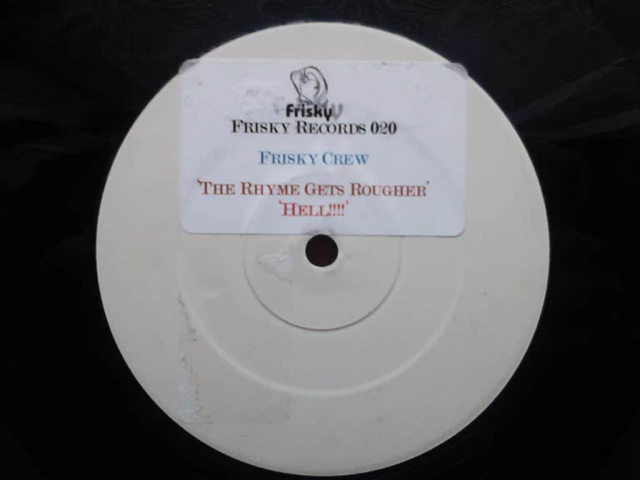 frisky
FRISKY RECORDS 020
FRISKY CREW
'THE RHYME GETS ROUGHER'
'HELL!!!!'